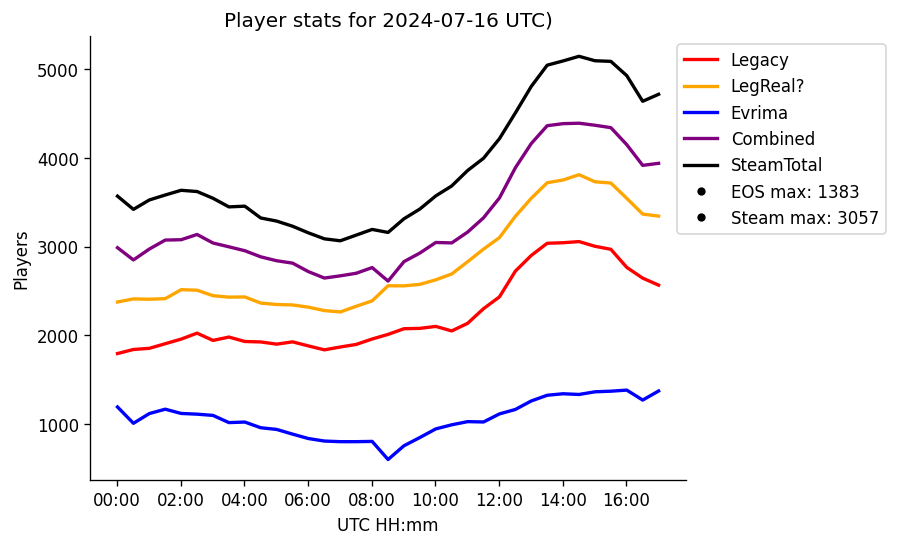 Player stats for 2024-07-16 UTC)
Legacy
LegReal?
Evrima
Combined
SteamTotal
EOS max: 1383
Steam max: 3057
Players
5000
4000
3000
2000
1000
00:00 02:00 04:00 06:00 08:00 10:00 12:00 14:00 16:00
UTC HH:mm